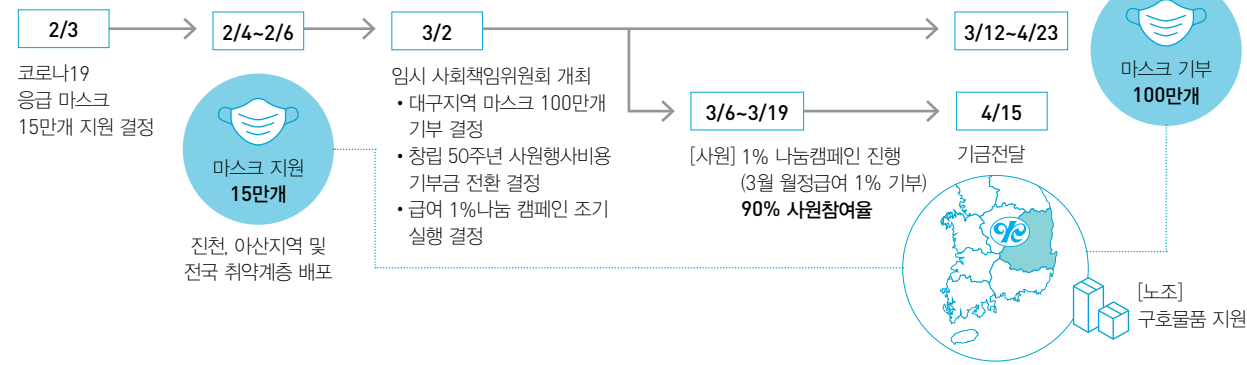 2/3
코로나19
응급 마스크
15만개 지원 결정
2/4~2/6
마스크 지원
15만개
진천, 아산지역 및
전국 취약계층 배포
3/2
임시 사회책임위원회 개최
• 대구지역 마스크 100만개
기부 결정
• 창립 50주년 사원행사비용
기부금 전환 결정
• 급여 1%나눔 캠페인 조기
실행 결정
3/6~3/19
[사원] 1% 나눔캠페인 진행
(3월 월정급여 1% 기부)
90% 사원참여율
3/12~4/23
마스크 기부
100만개
4/15
기금전달
[노조]
구호물품 지원